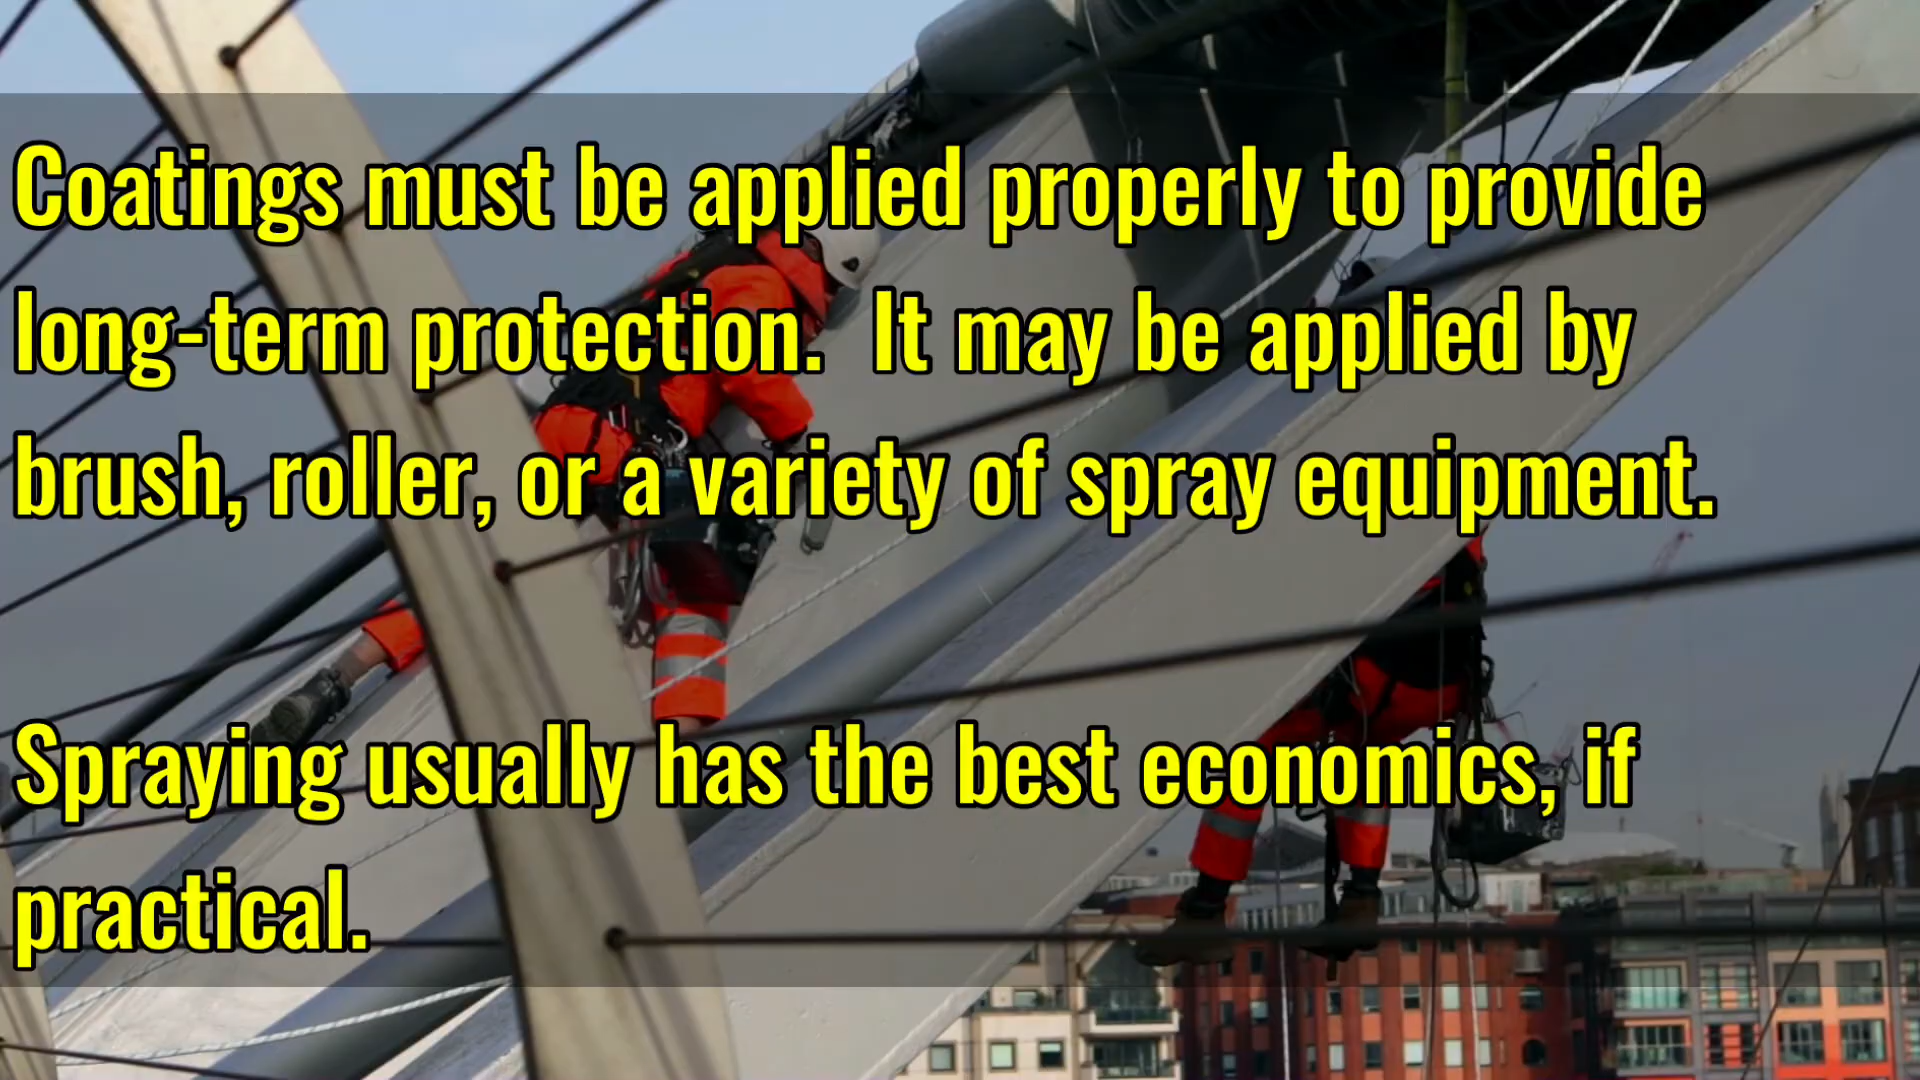 Coatings must be applied properly to provide
long-term protection.  It may be applied by
brush, roller, or a variety of spray equipment.
Spraying usually has the best economics, if
practical.